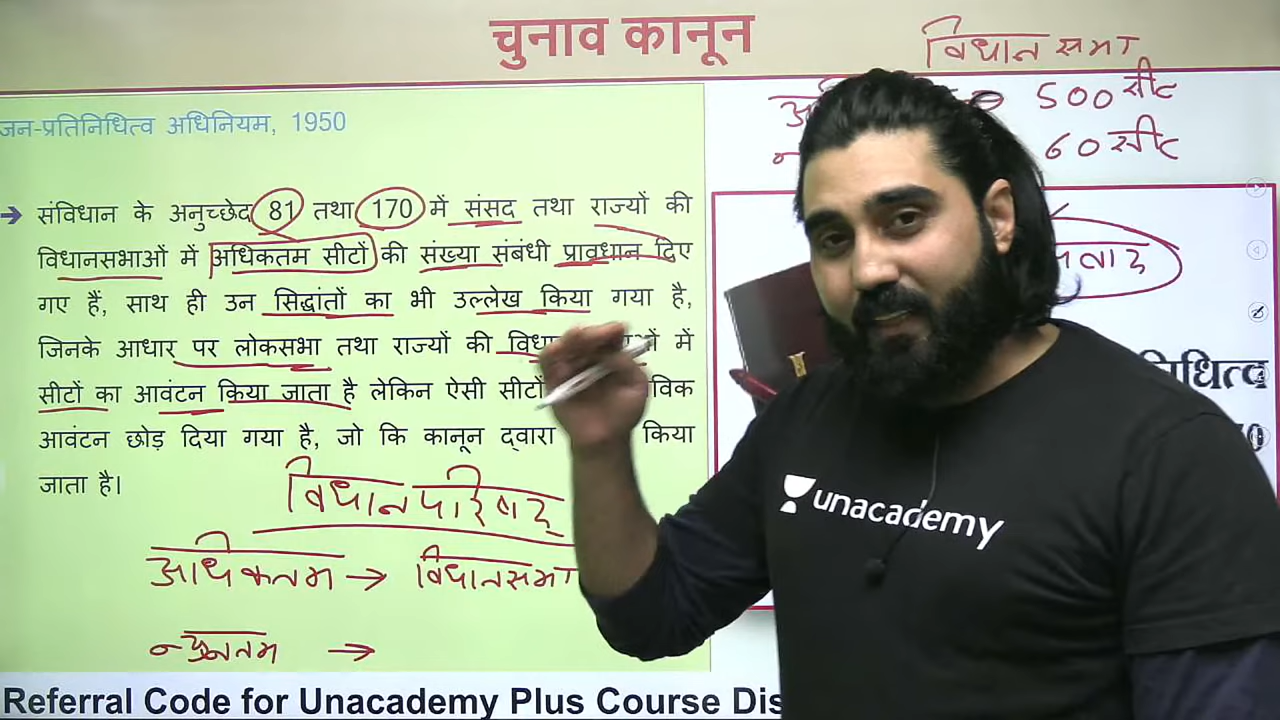 चुनाव कानून
विधान सभा
500 सीट
60 सीट
जन-प्रतिनिधित्व अधिनियम, 1950
→ संविधान के अनुच्छेद 81 तथा 170 में संसद तथा राज्यों की
विधानसभाओं में अधिकतम सीटों की संख्या संबंधी प्रावधान दिए
गए हैं, साथ ही उन सिद्धांतों का भी उल्लेख किया गया है,
जिनके आधार पर लोकसभा तथा राज्यों की में
सीटों का आवंटन किया जाता है लेकिन ऐसी सीटों
आवंटन छोड़ दिया गया है, जो कि कानून द्वारा किया
जाता है।
विधान परिषद्
अधिकतम → विधानसभा
न्यूनतम →
unacademy
Referral Code for Unacademy Plus Course